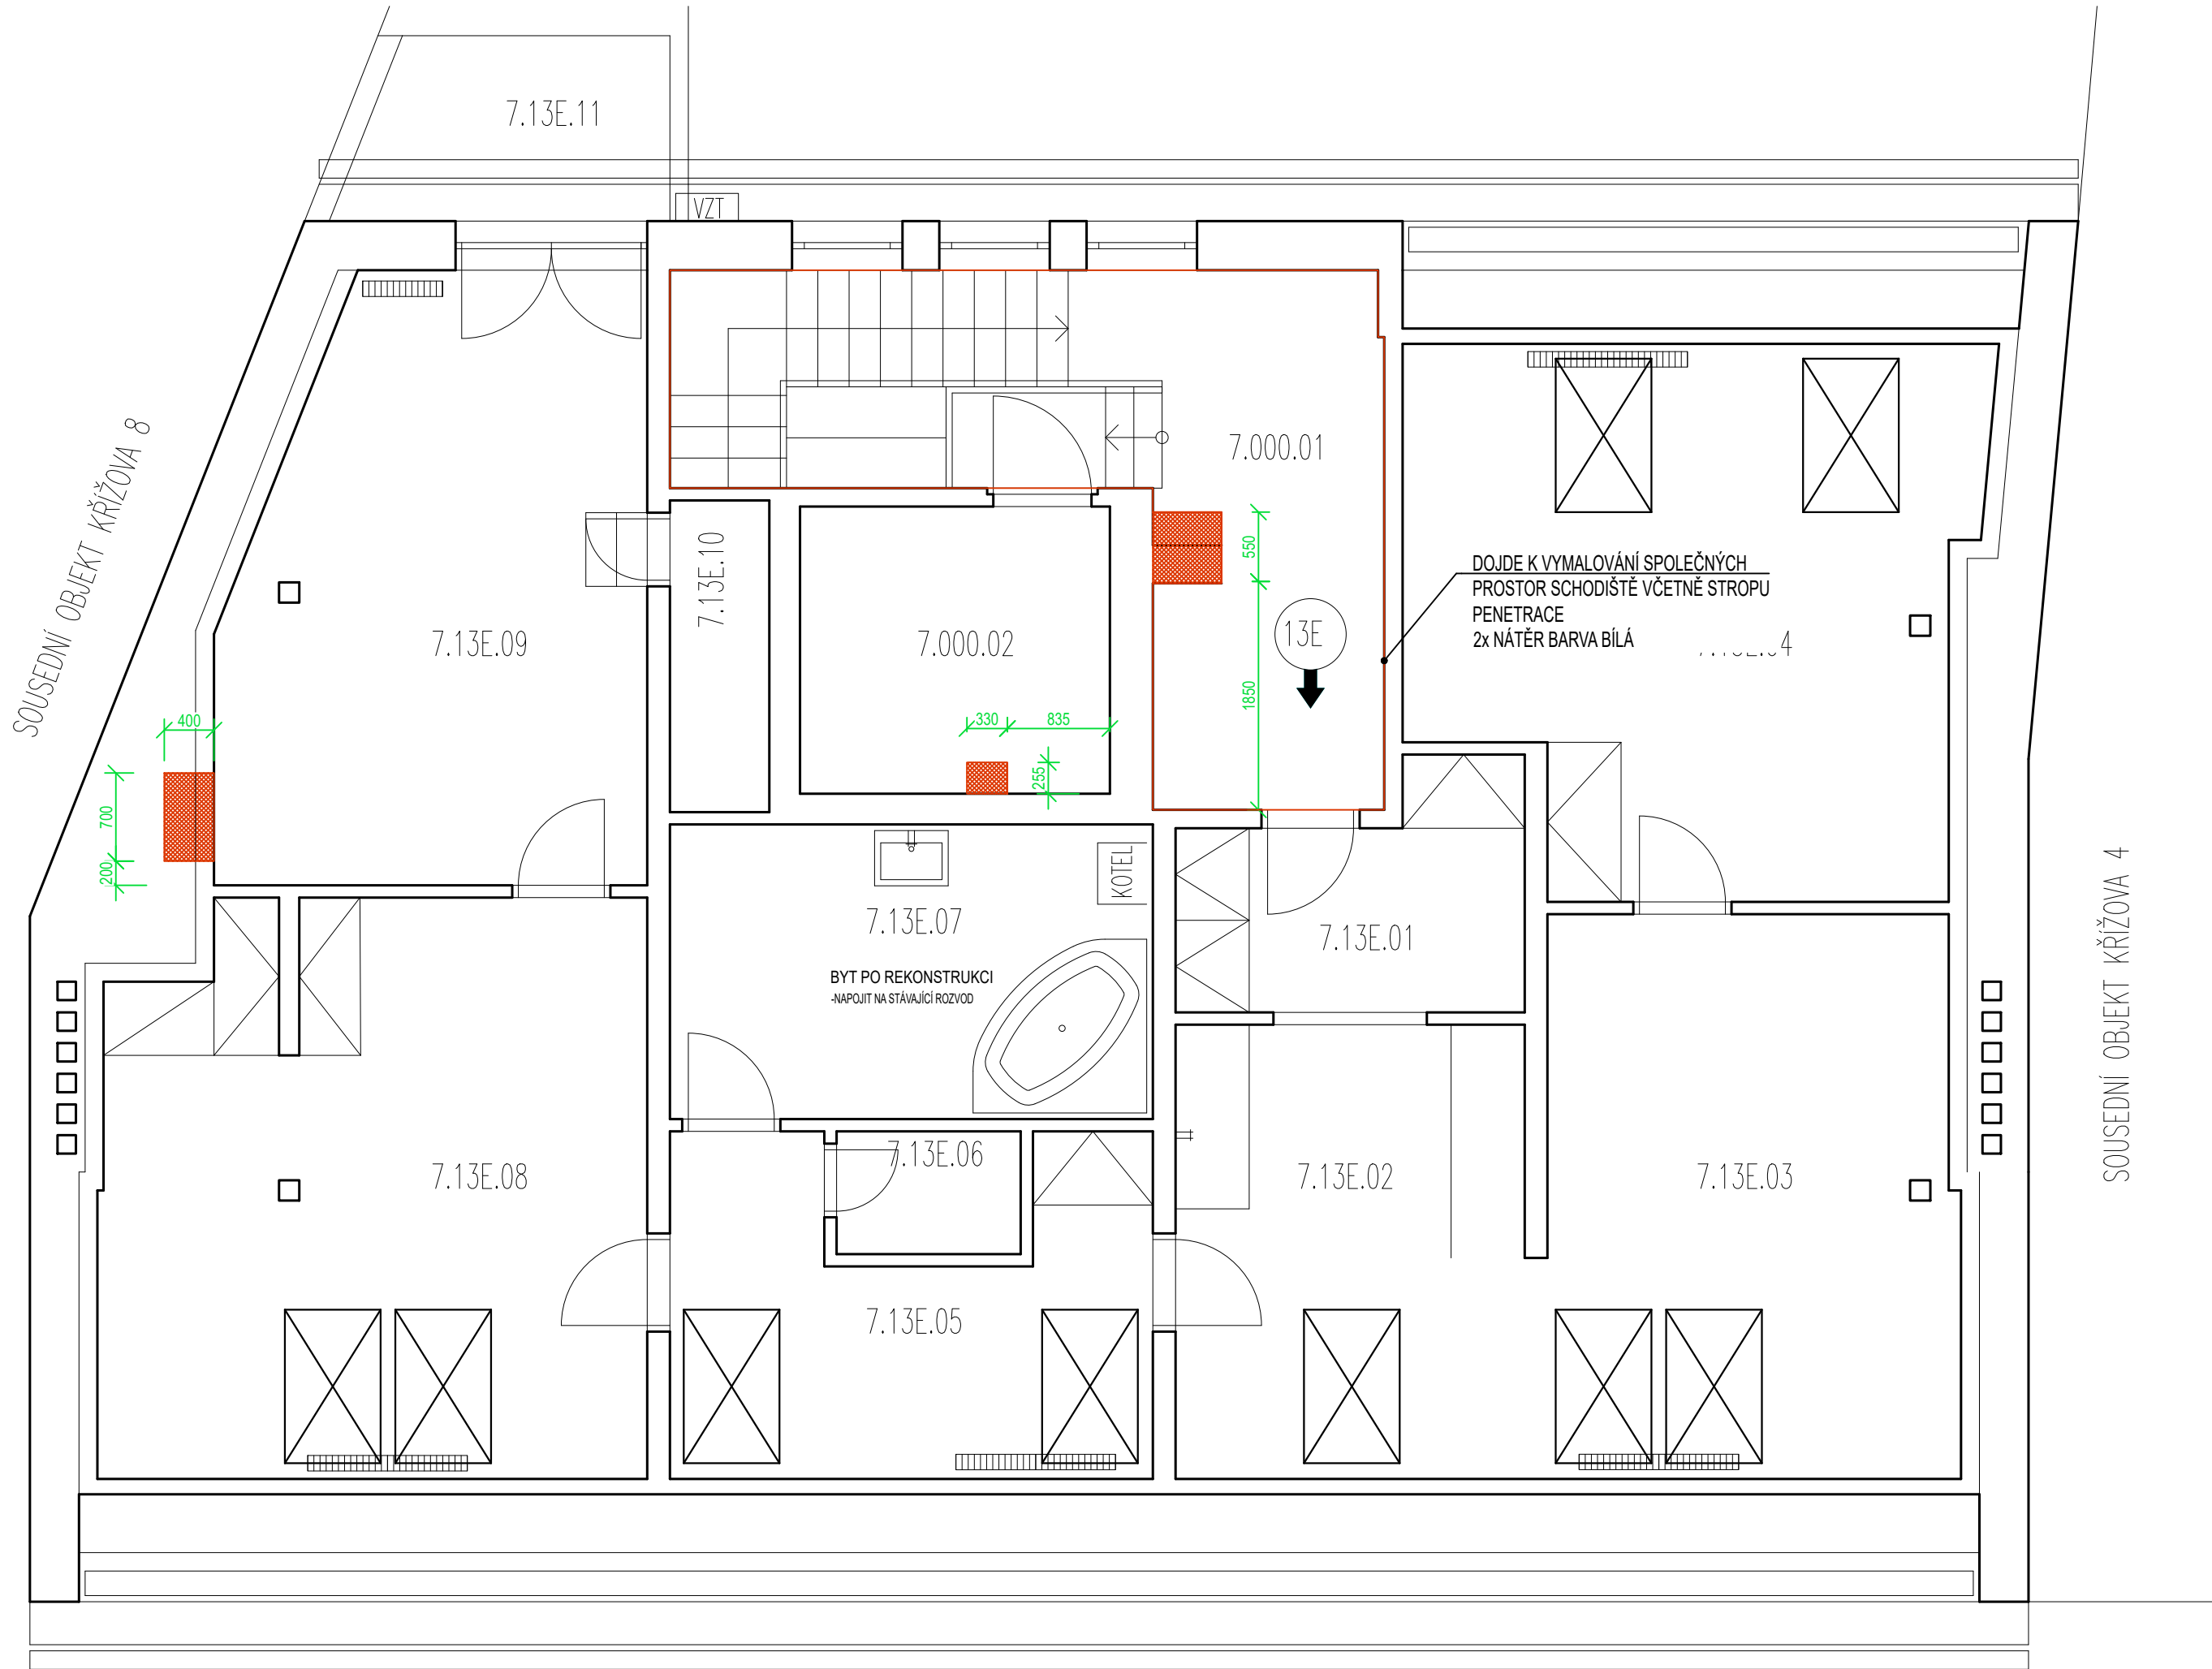 7.13E.11
VZT
SOUSEDNÍ OBJEKT KŘÍŽOVA 8
7.000.01
7.13E.10
550
DOJDE K VYMALOVÁNÍ SPOLEČNÝCH
PROSTOR SCHODIŠTĚ VČETNĚ STROPU
PENETRACE
2x NÁTĚR BARVA BÍLÁ
13E
7.13E.09
7.000.02
1850
400
330
835
255
700
200
KOTEL
7.13E.07
7.13E.01
BYT PO REKONSTRUKCI
-NAPOJIT NA STÁVAJÍCÍ ROZVOD
SOUSEDNÍ OBJEKT KŘÍŽOVA 4
7.13E.06
7.13E.08
7.13E.02
7.13E.03
7.13E.05